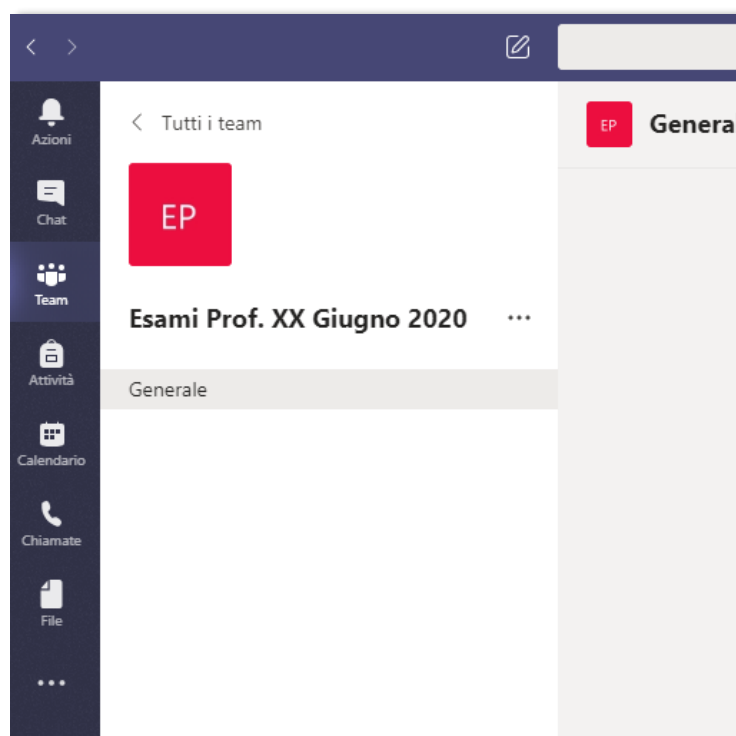 Azioni
Chat
Team
Attività
Calendario
Chiamate
File
Tutti i team
EP
Esami Prof. XX Giugno 2020
Generale
EP
Genera